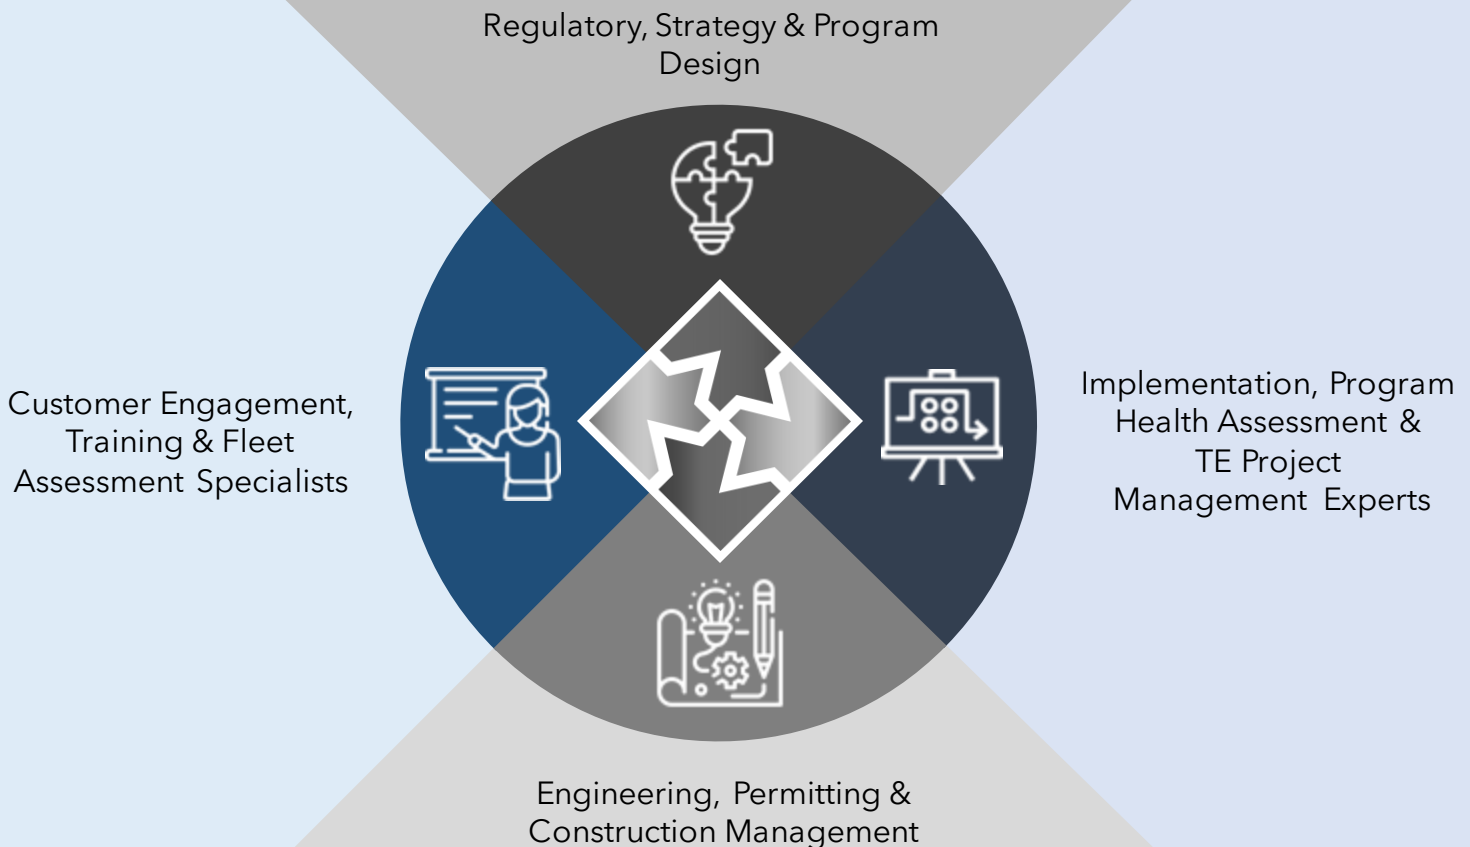 Regulatory, Strategy & Program
Design
Customer Engagement,
Training & Fleet
Assessment Specialists
Implementation, Program
Health Assessment &
TE Project
Management Experts
Engineering, Permitting &
Construction Management